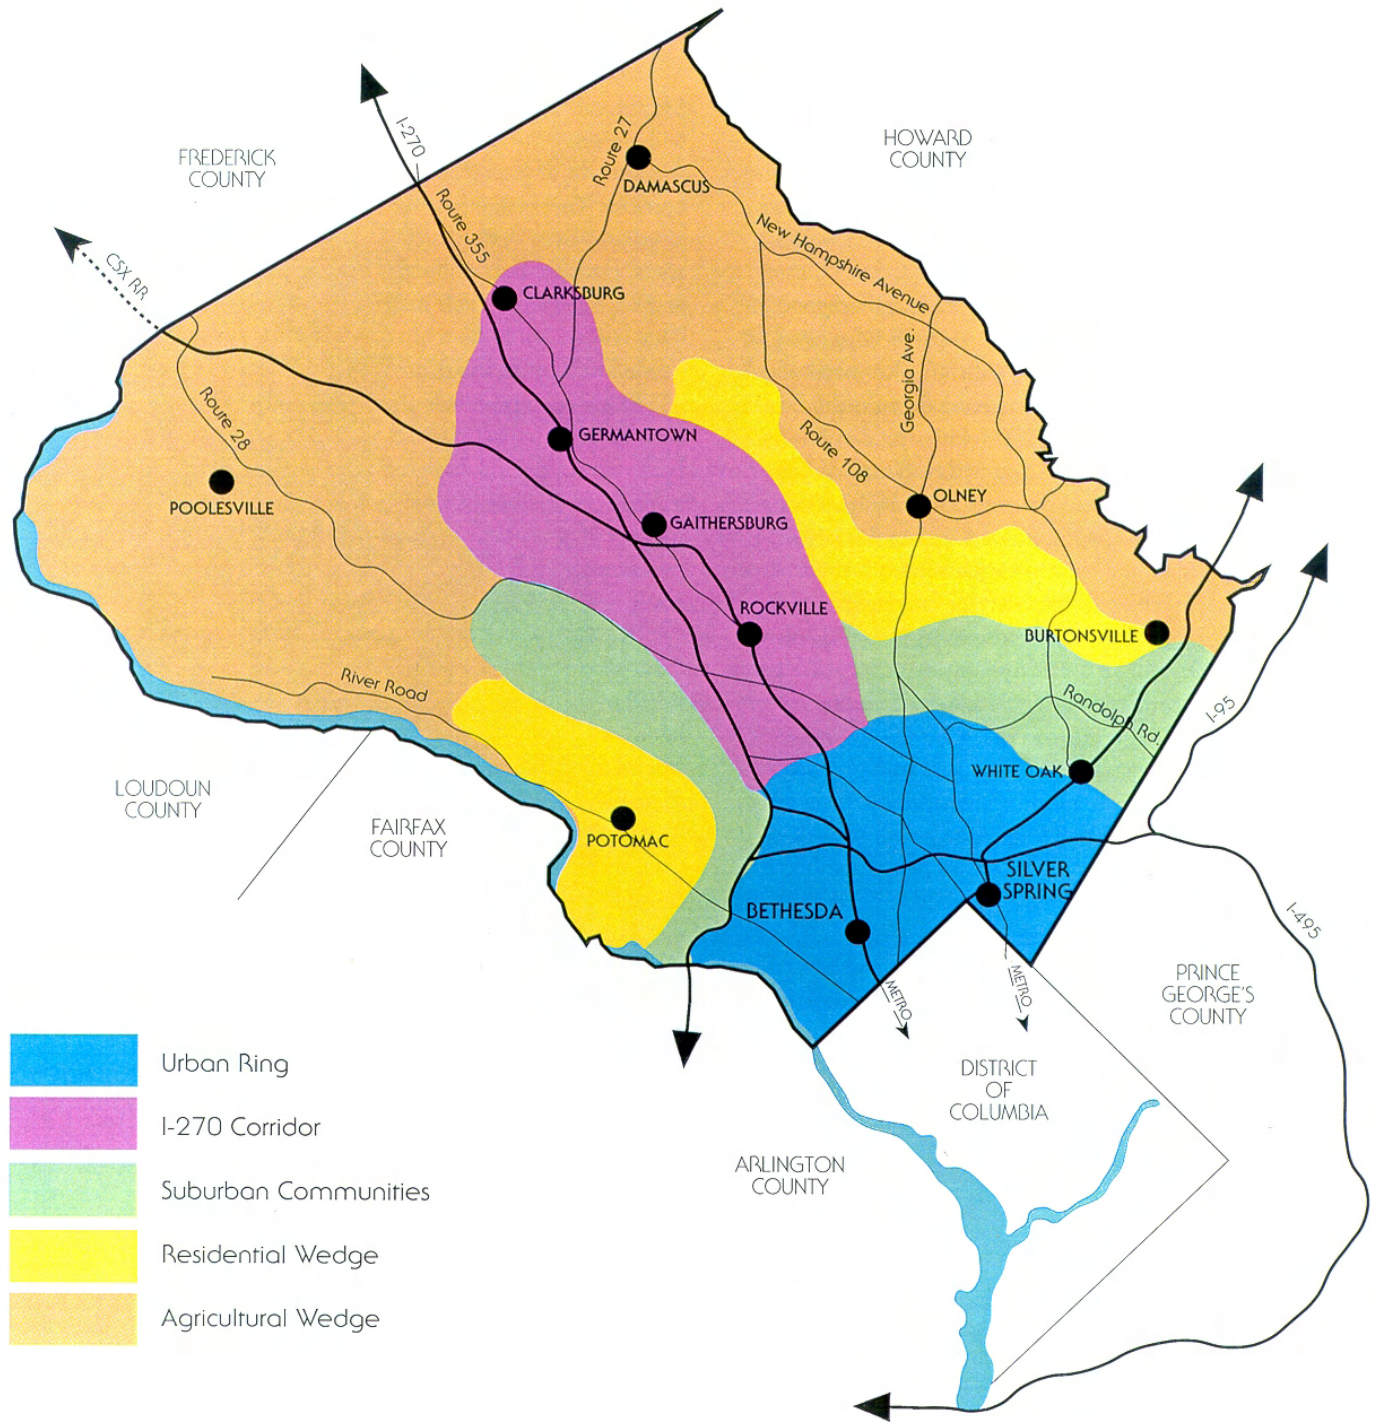 I-270
Route 27
HOWARD
COUNTY
FREDERICK
COUNTY
DAMASCUS
Route 355
New Hampshire Avenue
CSX RR
CLARKSBURG
Georgia Ave.
Route 28
GERMANTOWN
Route 108
POOLESVILLE
OLNEY
GAITHERSBURG
ROCKVILLE
BURTONSVILLE
River Road
Randolph Rd.
I-95
WHITE OAK
LOUDOUN
COUNTY
FAIRFAX
COUNTY
POTOMAC
SILVER
SPRING
BETHESDA
I-495
METRO
METRO
PRINCE
GEORGE'S
COUNTY
DISTRICT
OF
COLUMBIA
ARLINGTON
COUNTY
Urban Ring
I-270 Corridor
Suburban Communities
Residential Wedge
Agricultural Wedge